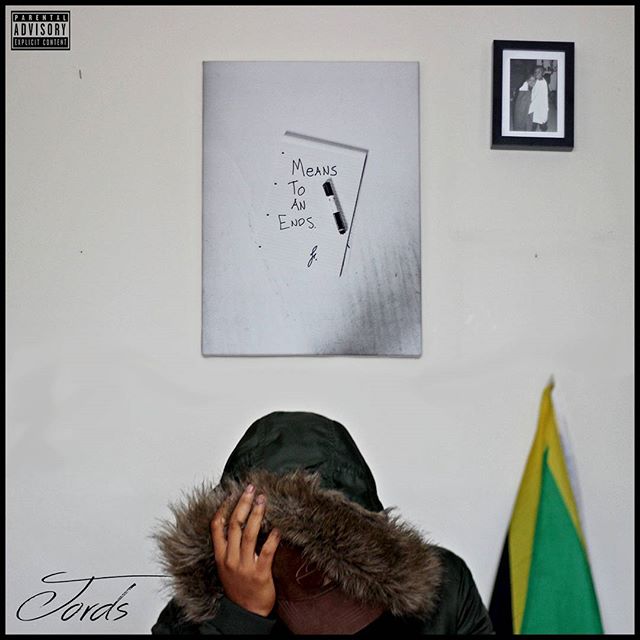 PARENTAL
ADVISORY
EXPLICIT CONTENT
MEANS
TO
AN
ENDS.
J.
Jords